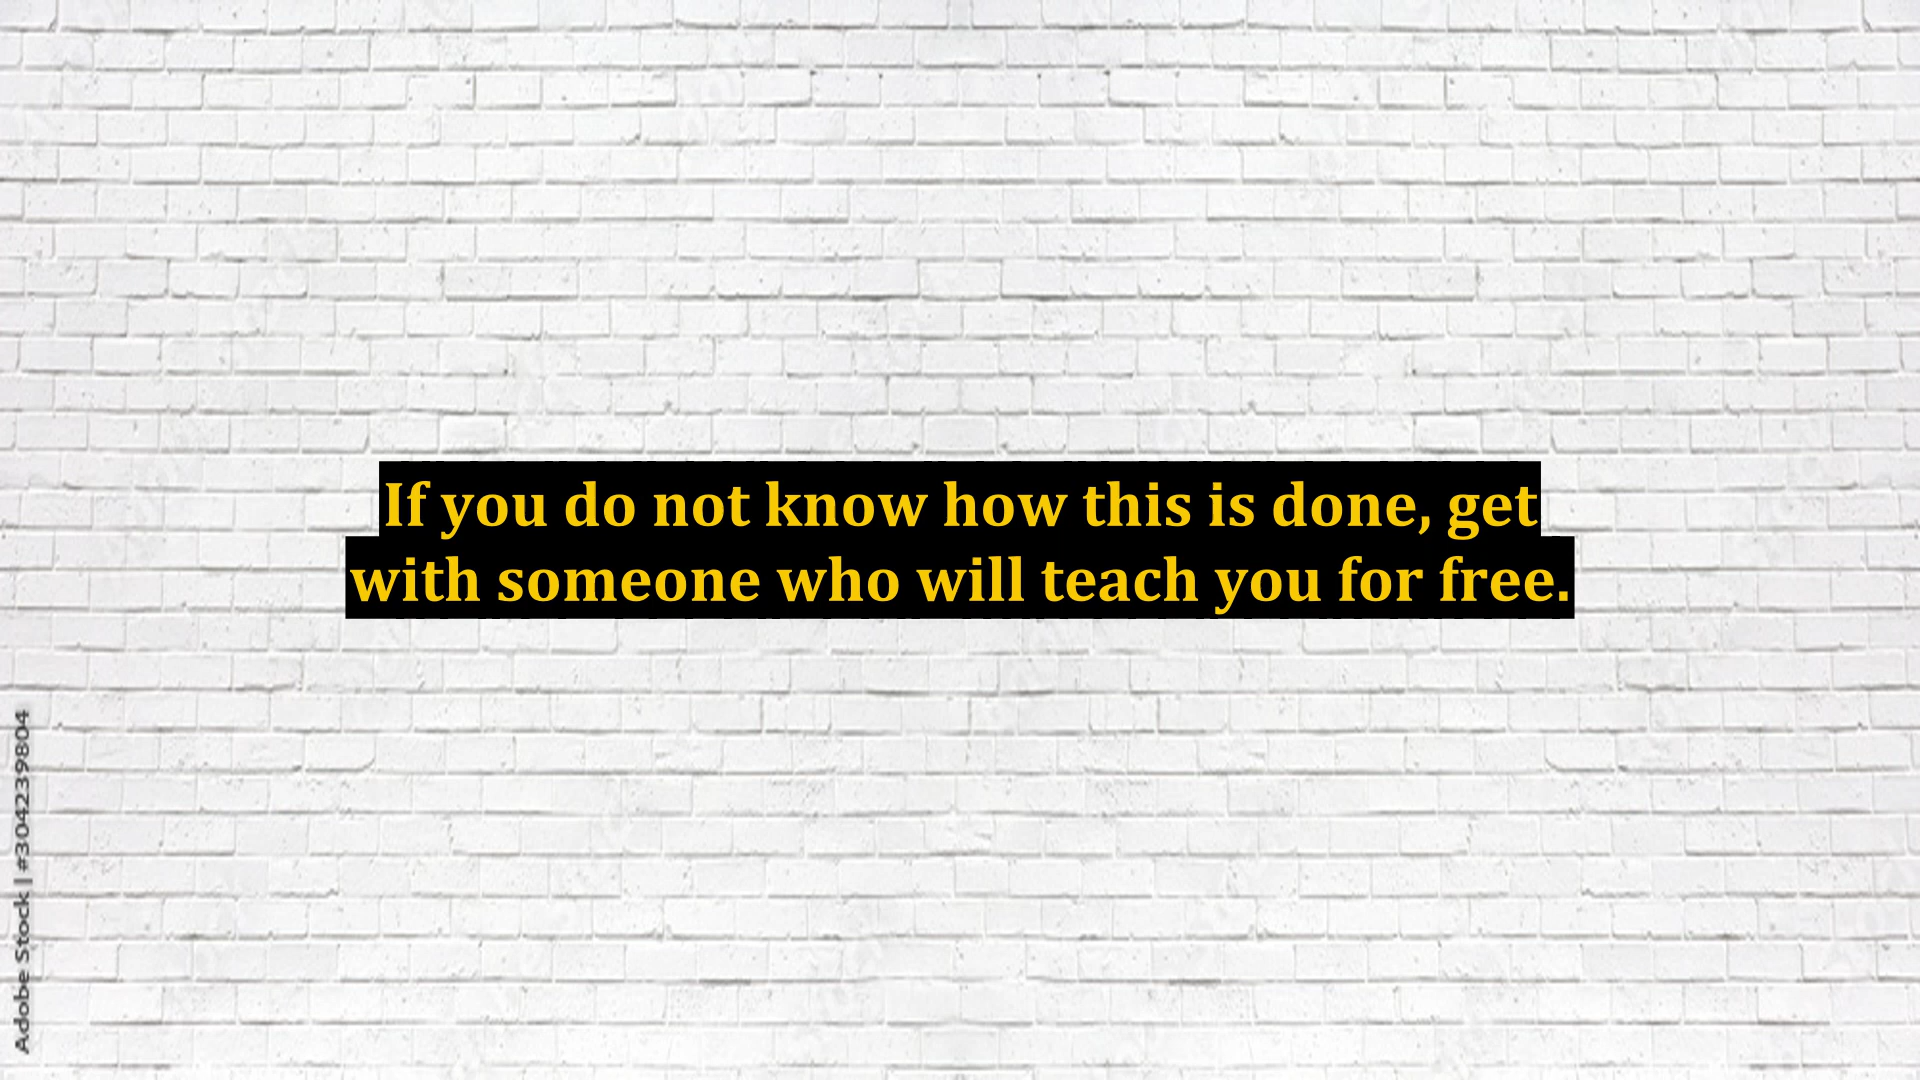 If you do not know how this is done, get
with someone who will teach you for free.
Adobe Stock | #304239804